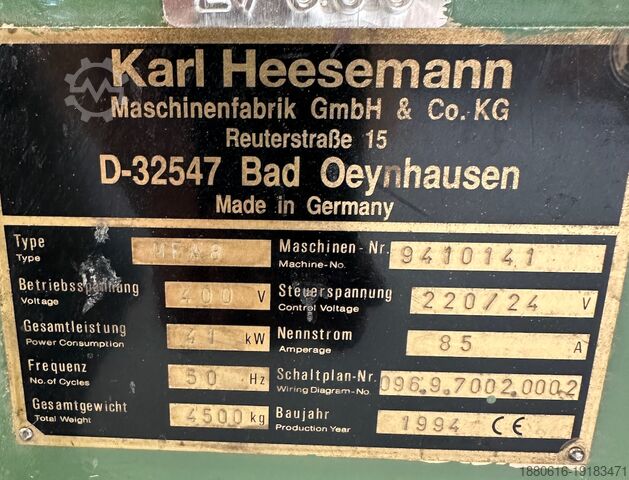 Karl Heesemann
Maschinenfabrik GmbH & Co. KG
Reuterstraße 15
D-32547 Bad Oeynhausen
Made in Germany
Type MFA8 Maschinen-Nr. 9410141
Type Machine-No.
Betriebsspannung 400 V Steuerspannung 220/24 V
Voltage Control Voltage
Gesamtleistung 41 kW Nennstrom 85 A
Power Consumption Amperage
Frequenz 50 Hz Schaltplan-Nr. 096.9.7002.0002
No. of Cycles Wiring Diagram-No.
Gesamtgewicht 4500 kg Baujahr 1994 CE
Total Weight Production Year
1880616-19183471